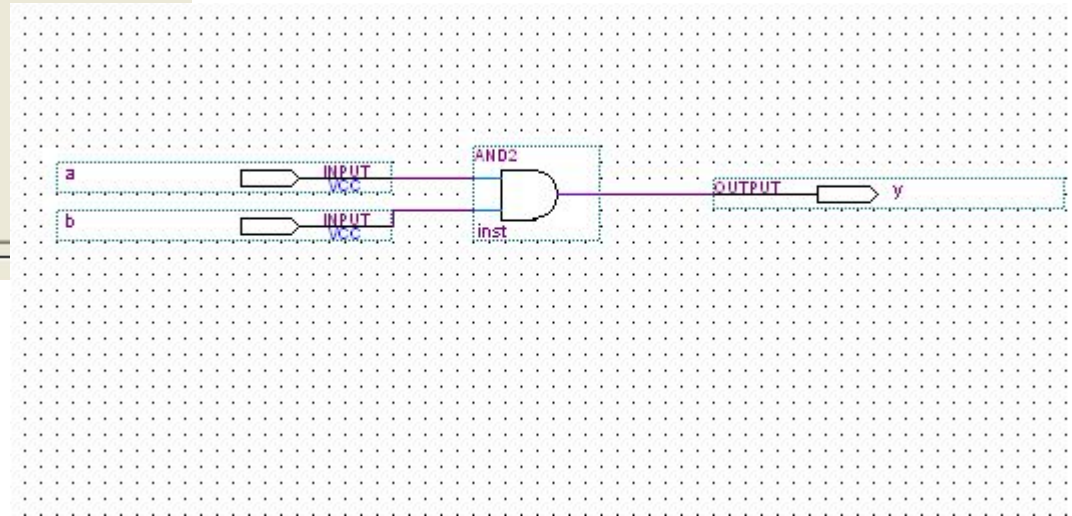 a
INPUT
VCC
b
INPUT
VCC
AND2
inst
OUTPUT
y